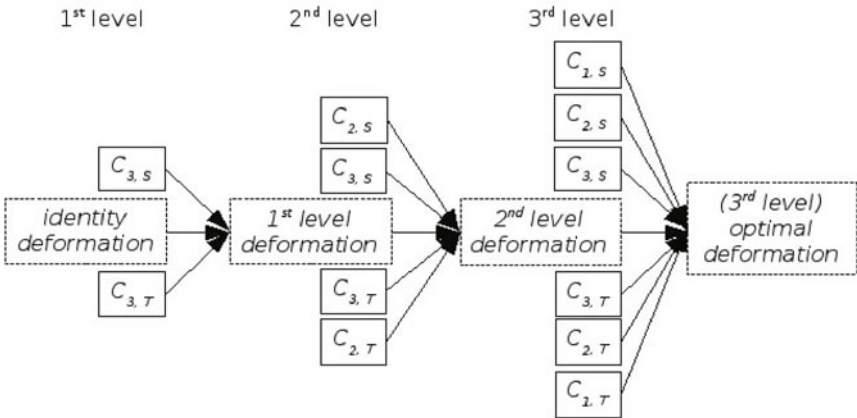 1st level
2nd level
3rd level
C3, S
identity
deformation
C3, T
C2, S
C3, S
1st level
deformation
C3, T
C2, T
C1, S
C2, S
C3, S
2nd level
deformation
C3, T
C2, T
C1, T
(3rd level)
optimal
deformation